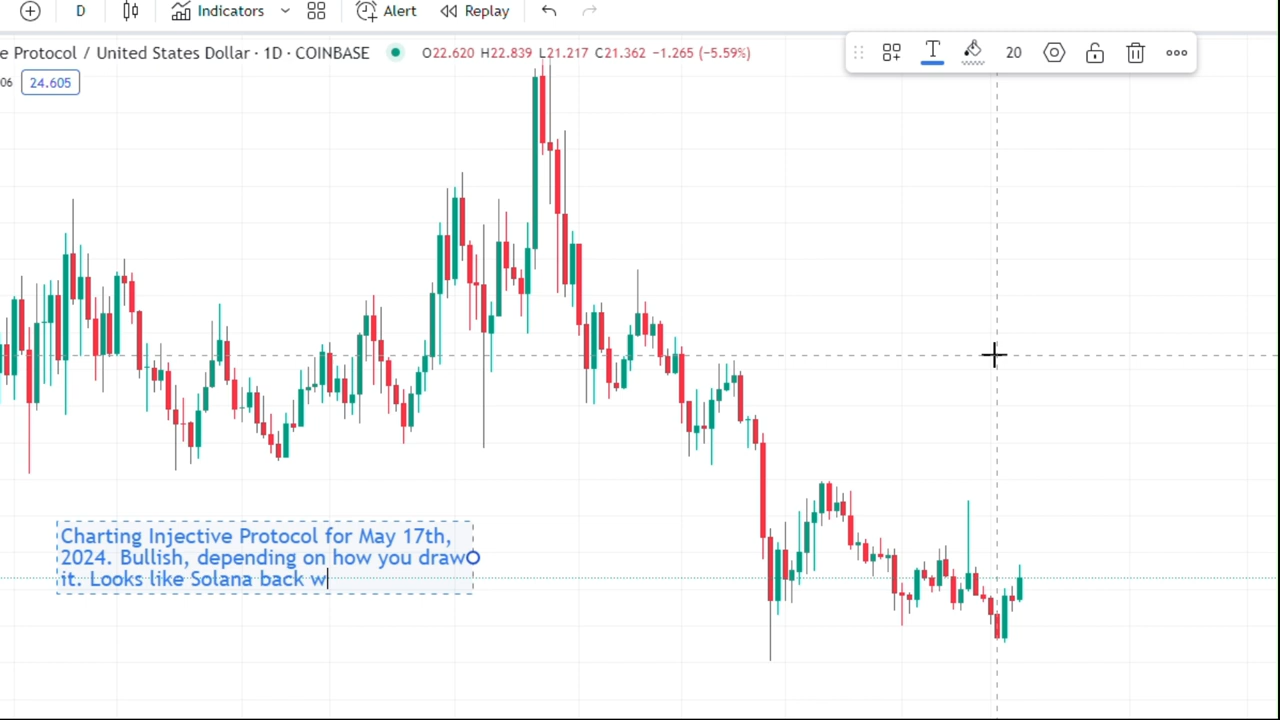 D Indicators Alert Replay
e Protocol / United States Dollar · 1D · COINBASE O22.620 H22.839 L21.217 C21.362 −1.265 (−5.59%)
20
06 24.605
Charting Injective Protocol for May 17th,
2024. Bullish, depending on how you draw
it. Looks like Solana back w